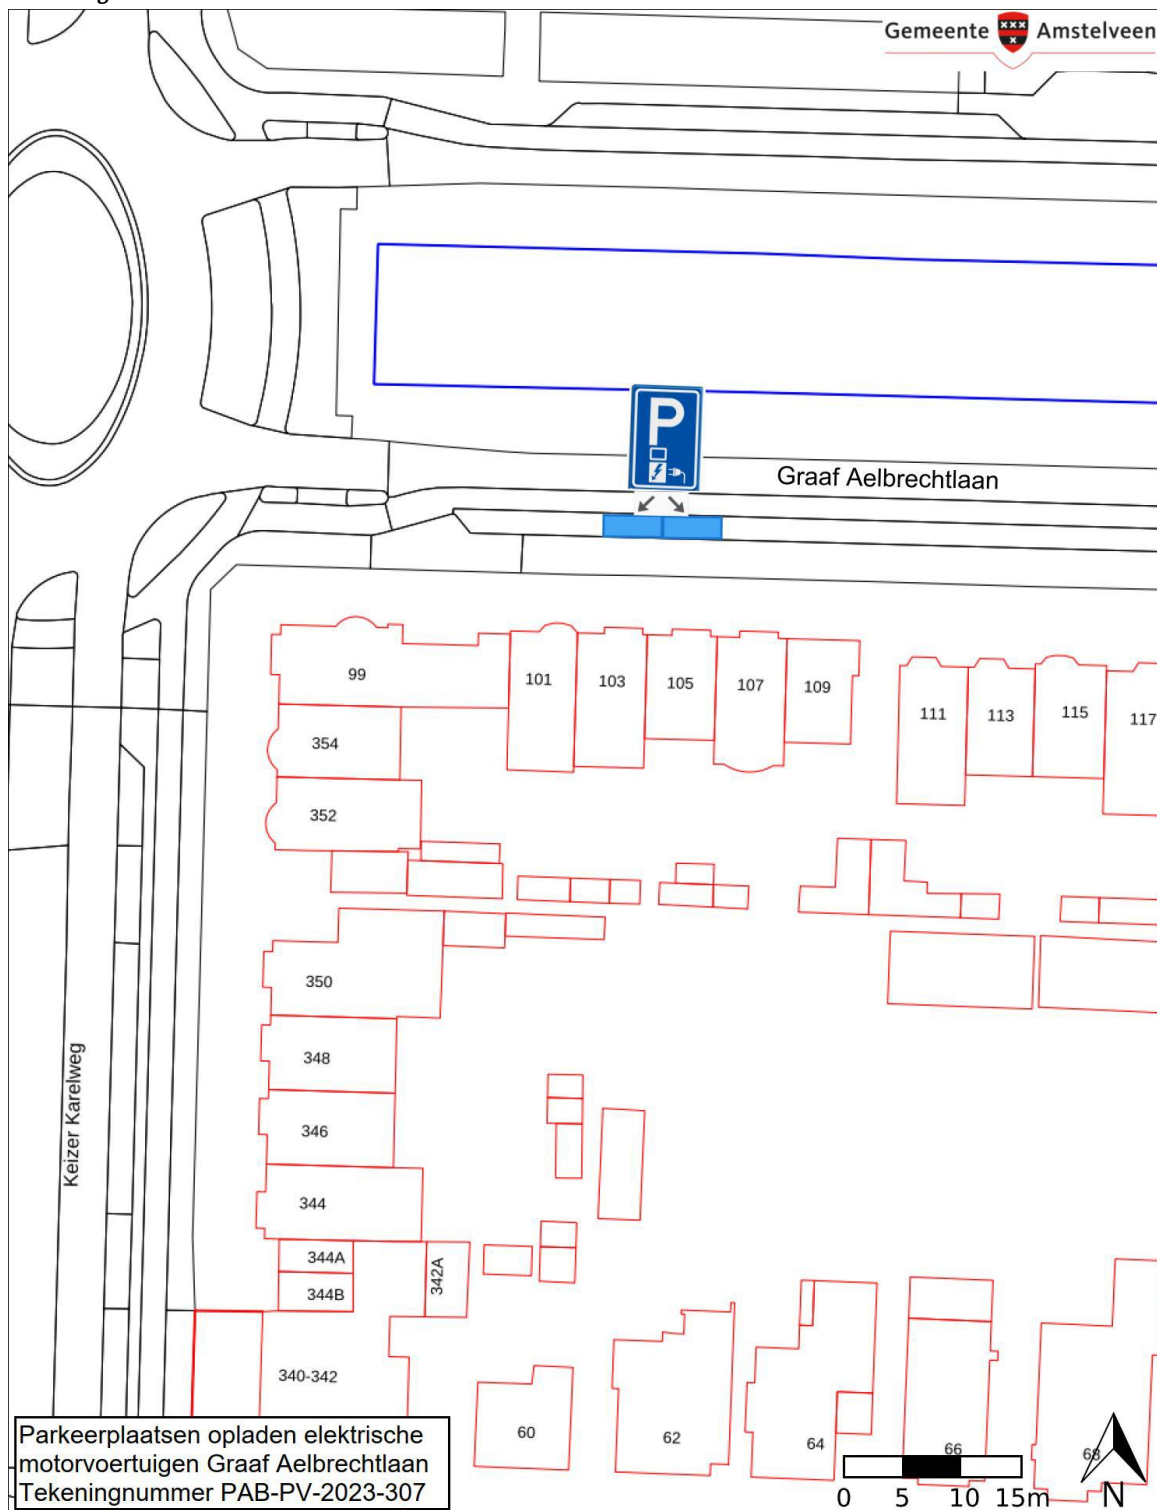 Gemeente Amstelveen
P
Graaf Aelbrechtlaan
99
101
103
105
107
109
111
113
115
117
354
352
350
348
346
344
344A
344B
342A
340-342
Keizer Karelweg
60
62
64
66
68
Parkeerplaatsen opladen elektrische
motorvoertuigen Graaf Aelbrechtlaan
Tekeningnummer PAB-PV-2023-307
0 5 10 15m
N